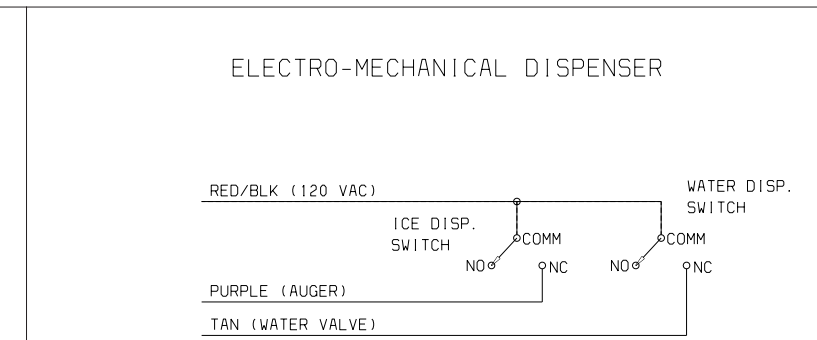 ELECTRO-MECHANICAL DISPENSER
RED/BLK (120 VAC)
WATER DISP.
SWITCH
ICE DISP.
SWITCH
COMM
COMM
NO
NC
NO
NC
PURPLE (AUGER)
TAN (WATER VALVE)